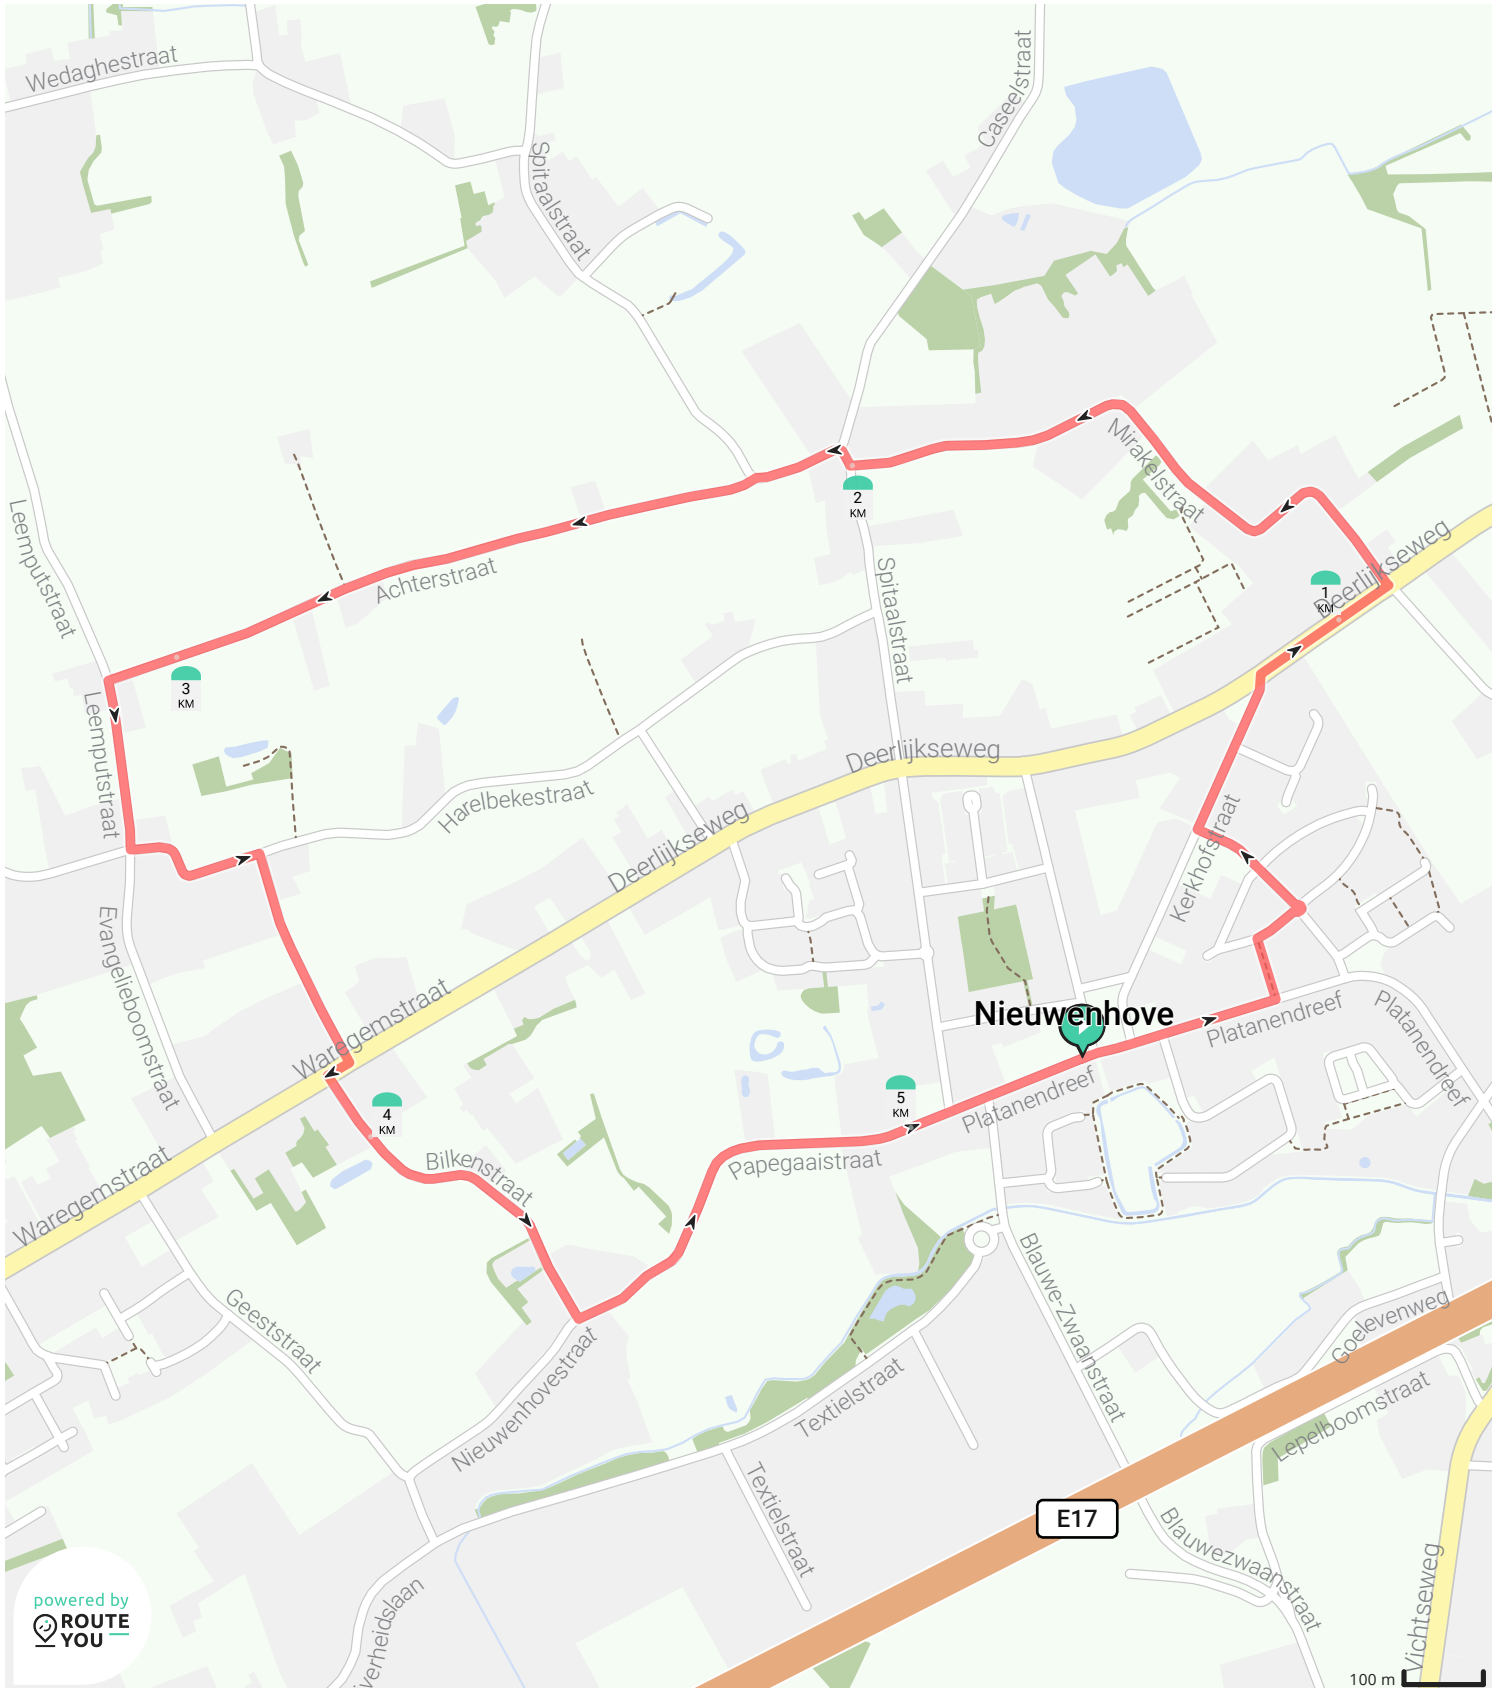 Wedaghestraat
Caseelstraat
Spitaalstraat
Mirakelstraat
2
KM
Leemputstraat
Deerlijkseweg
Achterstraat
1
KM
Spitaalstraat
3
KM
Leemputstraat
Deerlijkseweg
Harelbekestraat
Deerlijkseweg
Kerkhofstraat
Evangelieboomstraat
Waregemstraat
Nieuwenhove
Platanendreef
Platanendreef
5
KM
Platanendreef
4
KM
Bilkenstraat
Papegaaistraat
Waregemstraat
Blauwe-Zwaanstraat
Geeststraat
Goelevenweg
Nieuwenhovestraat
Textielstraat
Lepelboomstraat
Textielstraat
E17
Blauwezwaanstraat
Vichtseweg
iverheidslaan
powered by
ROUTE
YOU
100 m